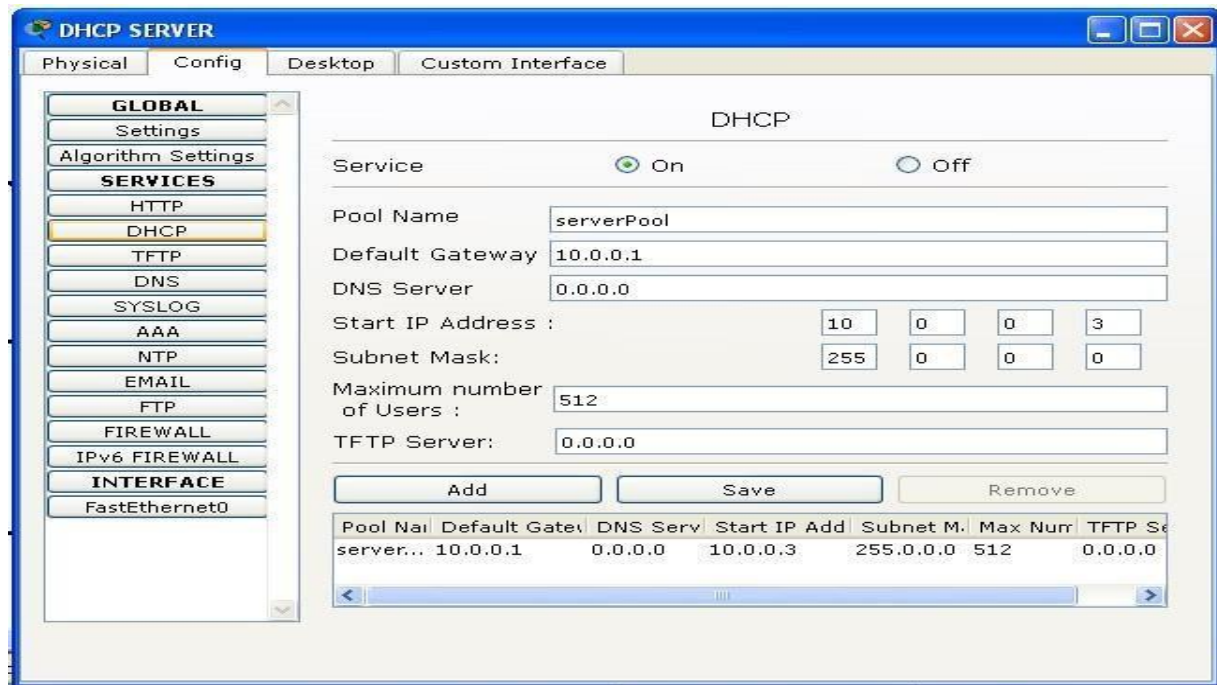 DHCP SERVER
Physical Config Desktop Custom Interface
GLOBAL
Settings
Algorithm Settings
SERVICES
HTTP
DHCP
TFTP
DNS
SYSLOG
AAA
NTP
EMAIL
FTP
FIREWALL
IPv6 FIREWALL
INTERFACE
FastEthernet0
DHCP
Service On Off
Pool Name serverPool
Default Gateway 10.0.0.1
DNS Server 0.0.0.0
Start IP Address : 10 0 0 3
Subnet Mask: 255 0 0 0
Maximum number
of Users : 512
TFTP Server: 0.0.0.0
Add Save Remove
Pool Nai Default Gate DNS Serv Start IP Add Subnet M. Max Num TFTP Se
server... 10.0.0.1 0.0.0.0 10.0.0.3 255.0.0.0 512 0.0.0.0